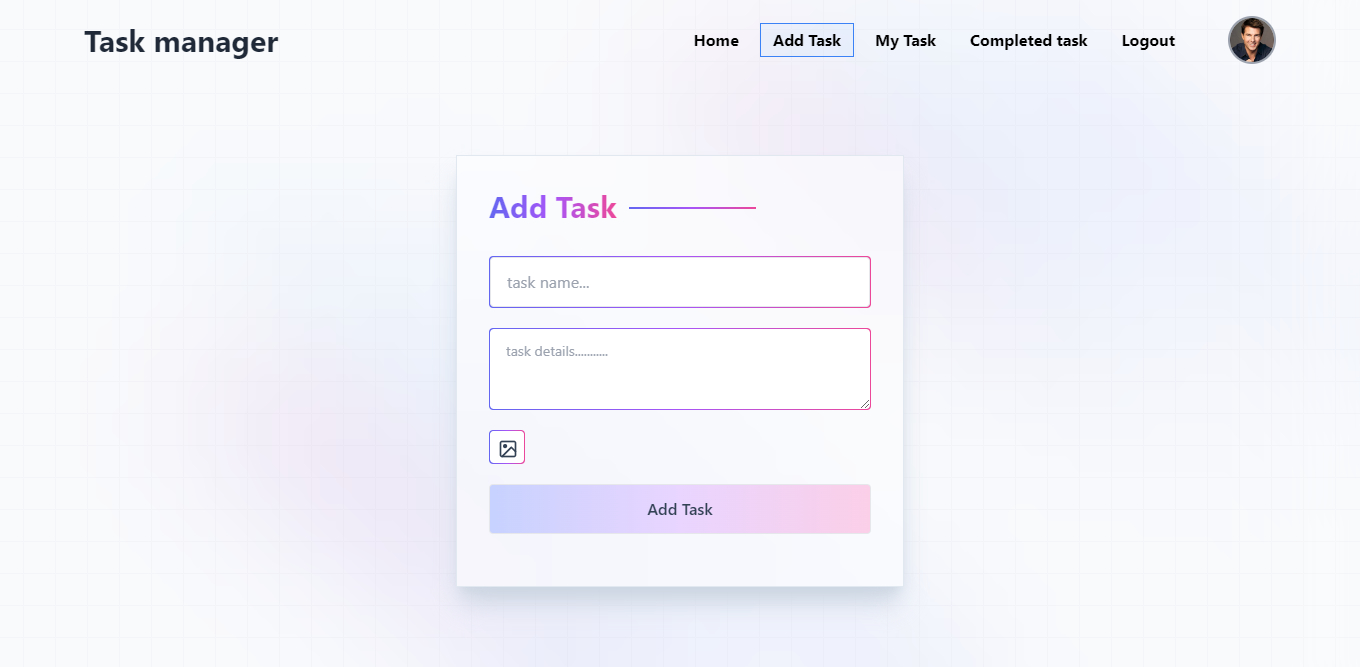 Task manager
Home Add Task My Task Completed task Logout
Add Task
task name...
task details...........
Add Task